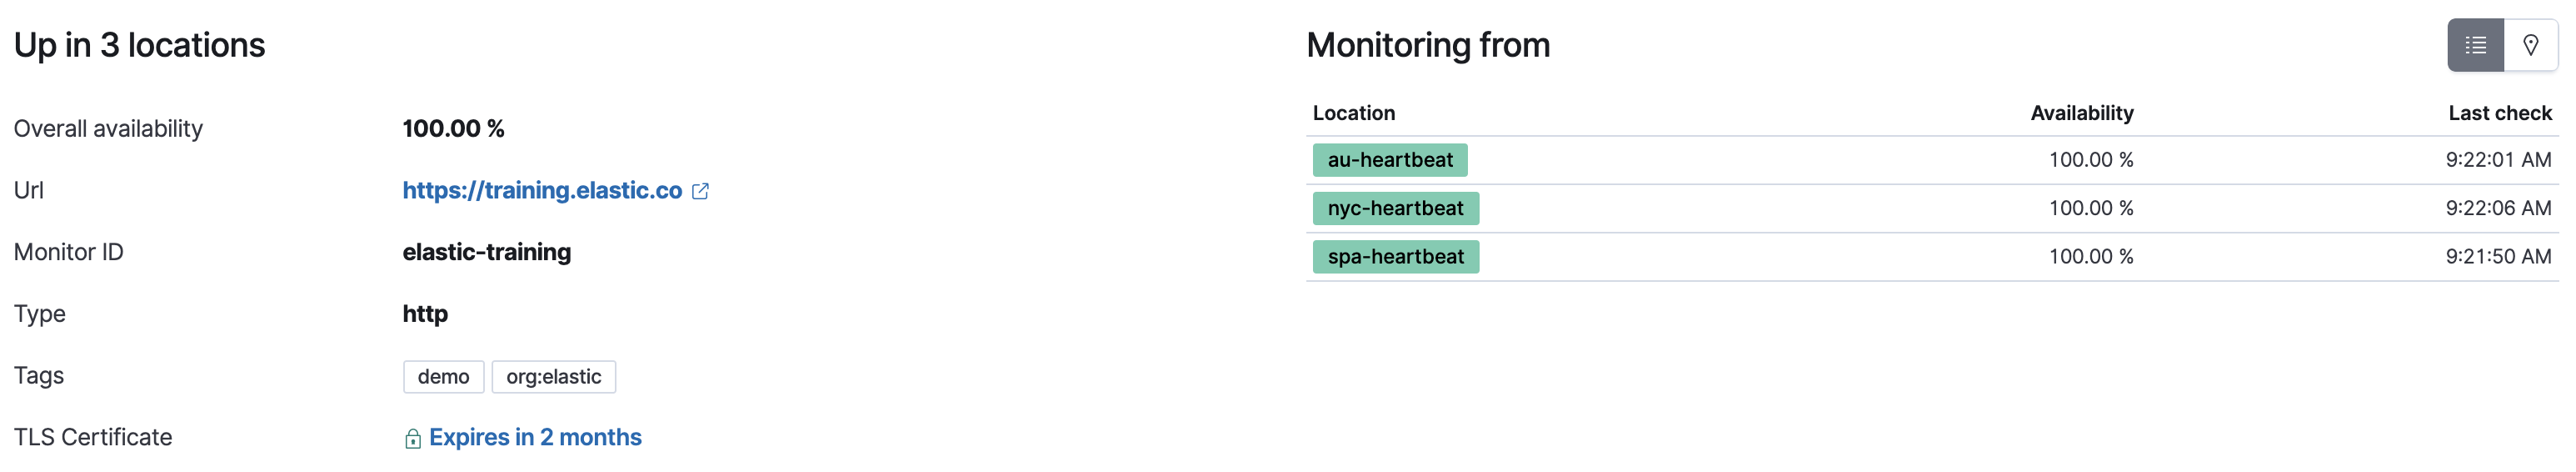 Up in 3 locations
Overall availability 100.00 %
Url https://training.elastic.co
Monitor ID elastic-training
Type http
Tags demo org:elastic
TLS Certificate Expires in 2 months
Monitoring from
Location Availability Last check
au-heartbeat 100.00 % 9:22:01 AM
nyc-heartbeat 100.00 % 9:22:06 AM
spa-heartbeat 100.00 % 9:21:50 AM